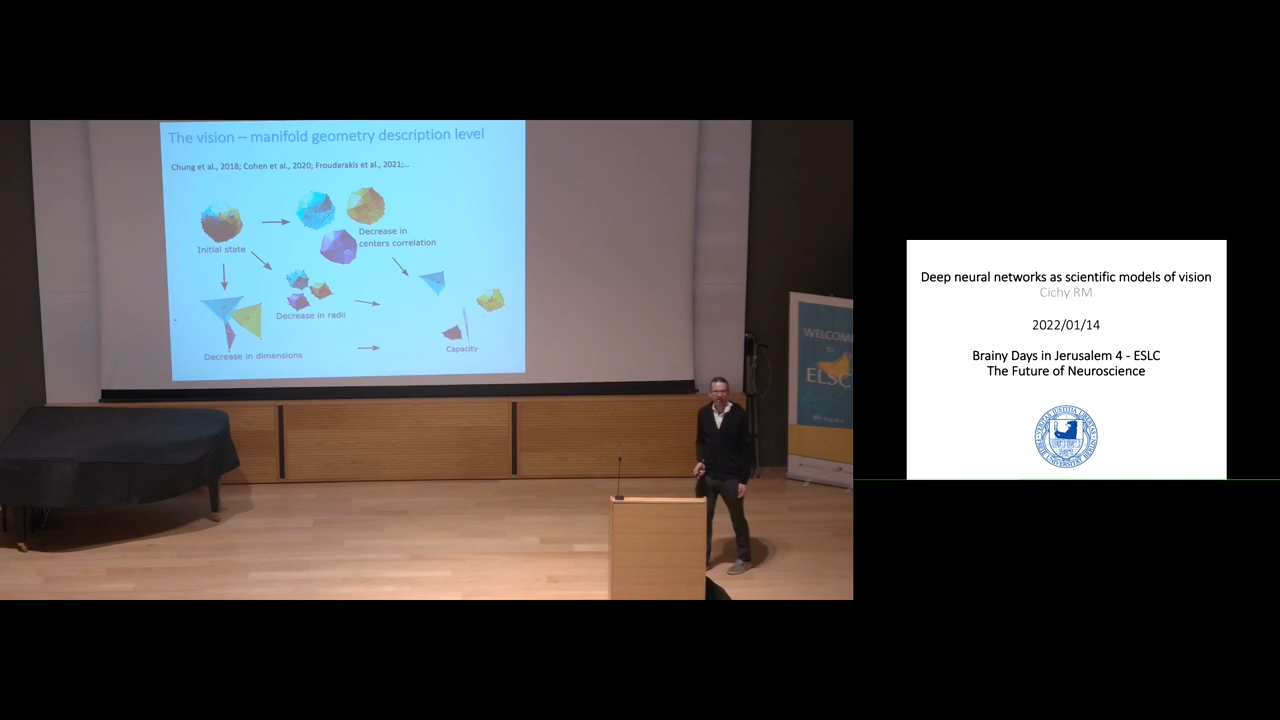 The vision – manifold geometry description level
Chung et al., 2018; Cohen et al., 2020; Froudarakis et al., 2021;...
Initial state
Decrease in
centers correlation
Decrease in radii
Decrease in dimensions
Capacity
WELCOME
TO
ELSC
Deep neural networks as scientific models of vision
Cichy RM
2022/01/14
Brainy Days in Jerusalem 4 - ESLC
The Future of Neuroscience